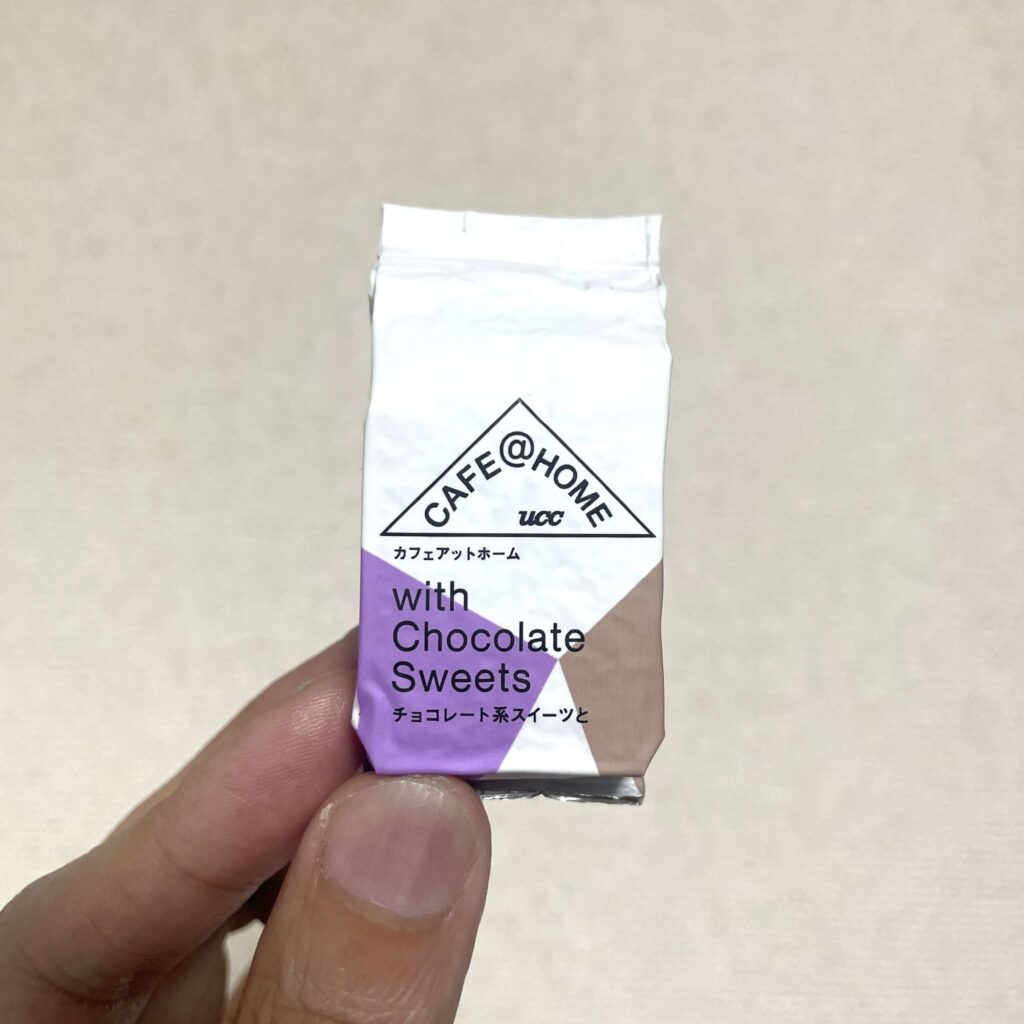 CAFE@HOME
ucc
カフェアットホーム
with
Chocolate
Sweets
チョコレート系スイーツと